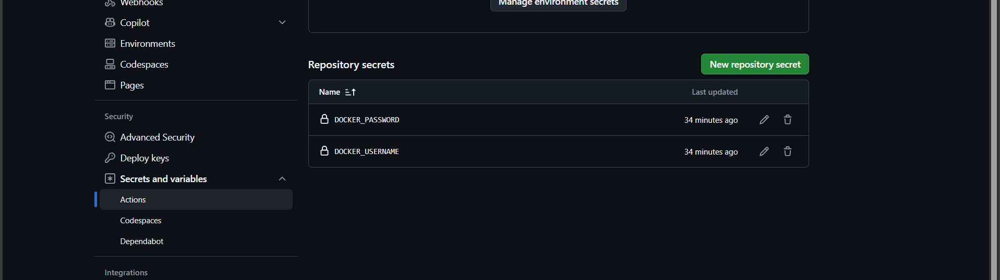 Webhooks
Copilot
Environments
Codespaces
Pages
Security
Advanced Security
Deploy keys
Secrets and variables
Actions
Codespaces
Dependabot
Integrations
Manage environment secrets
Repository secrets
New repository secret
Name
Last updated
DOCKER_PASSWORD
34 minutes ago
DOCKER_USERNAME
34 minutes ago